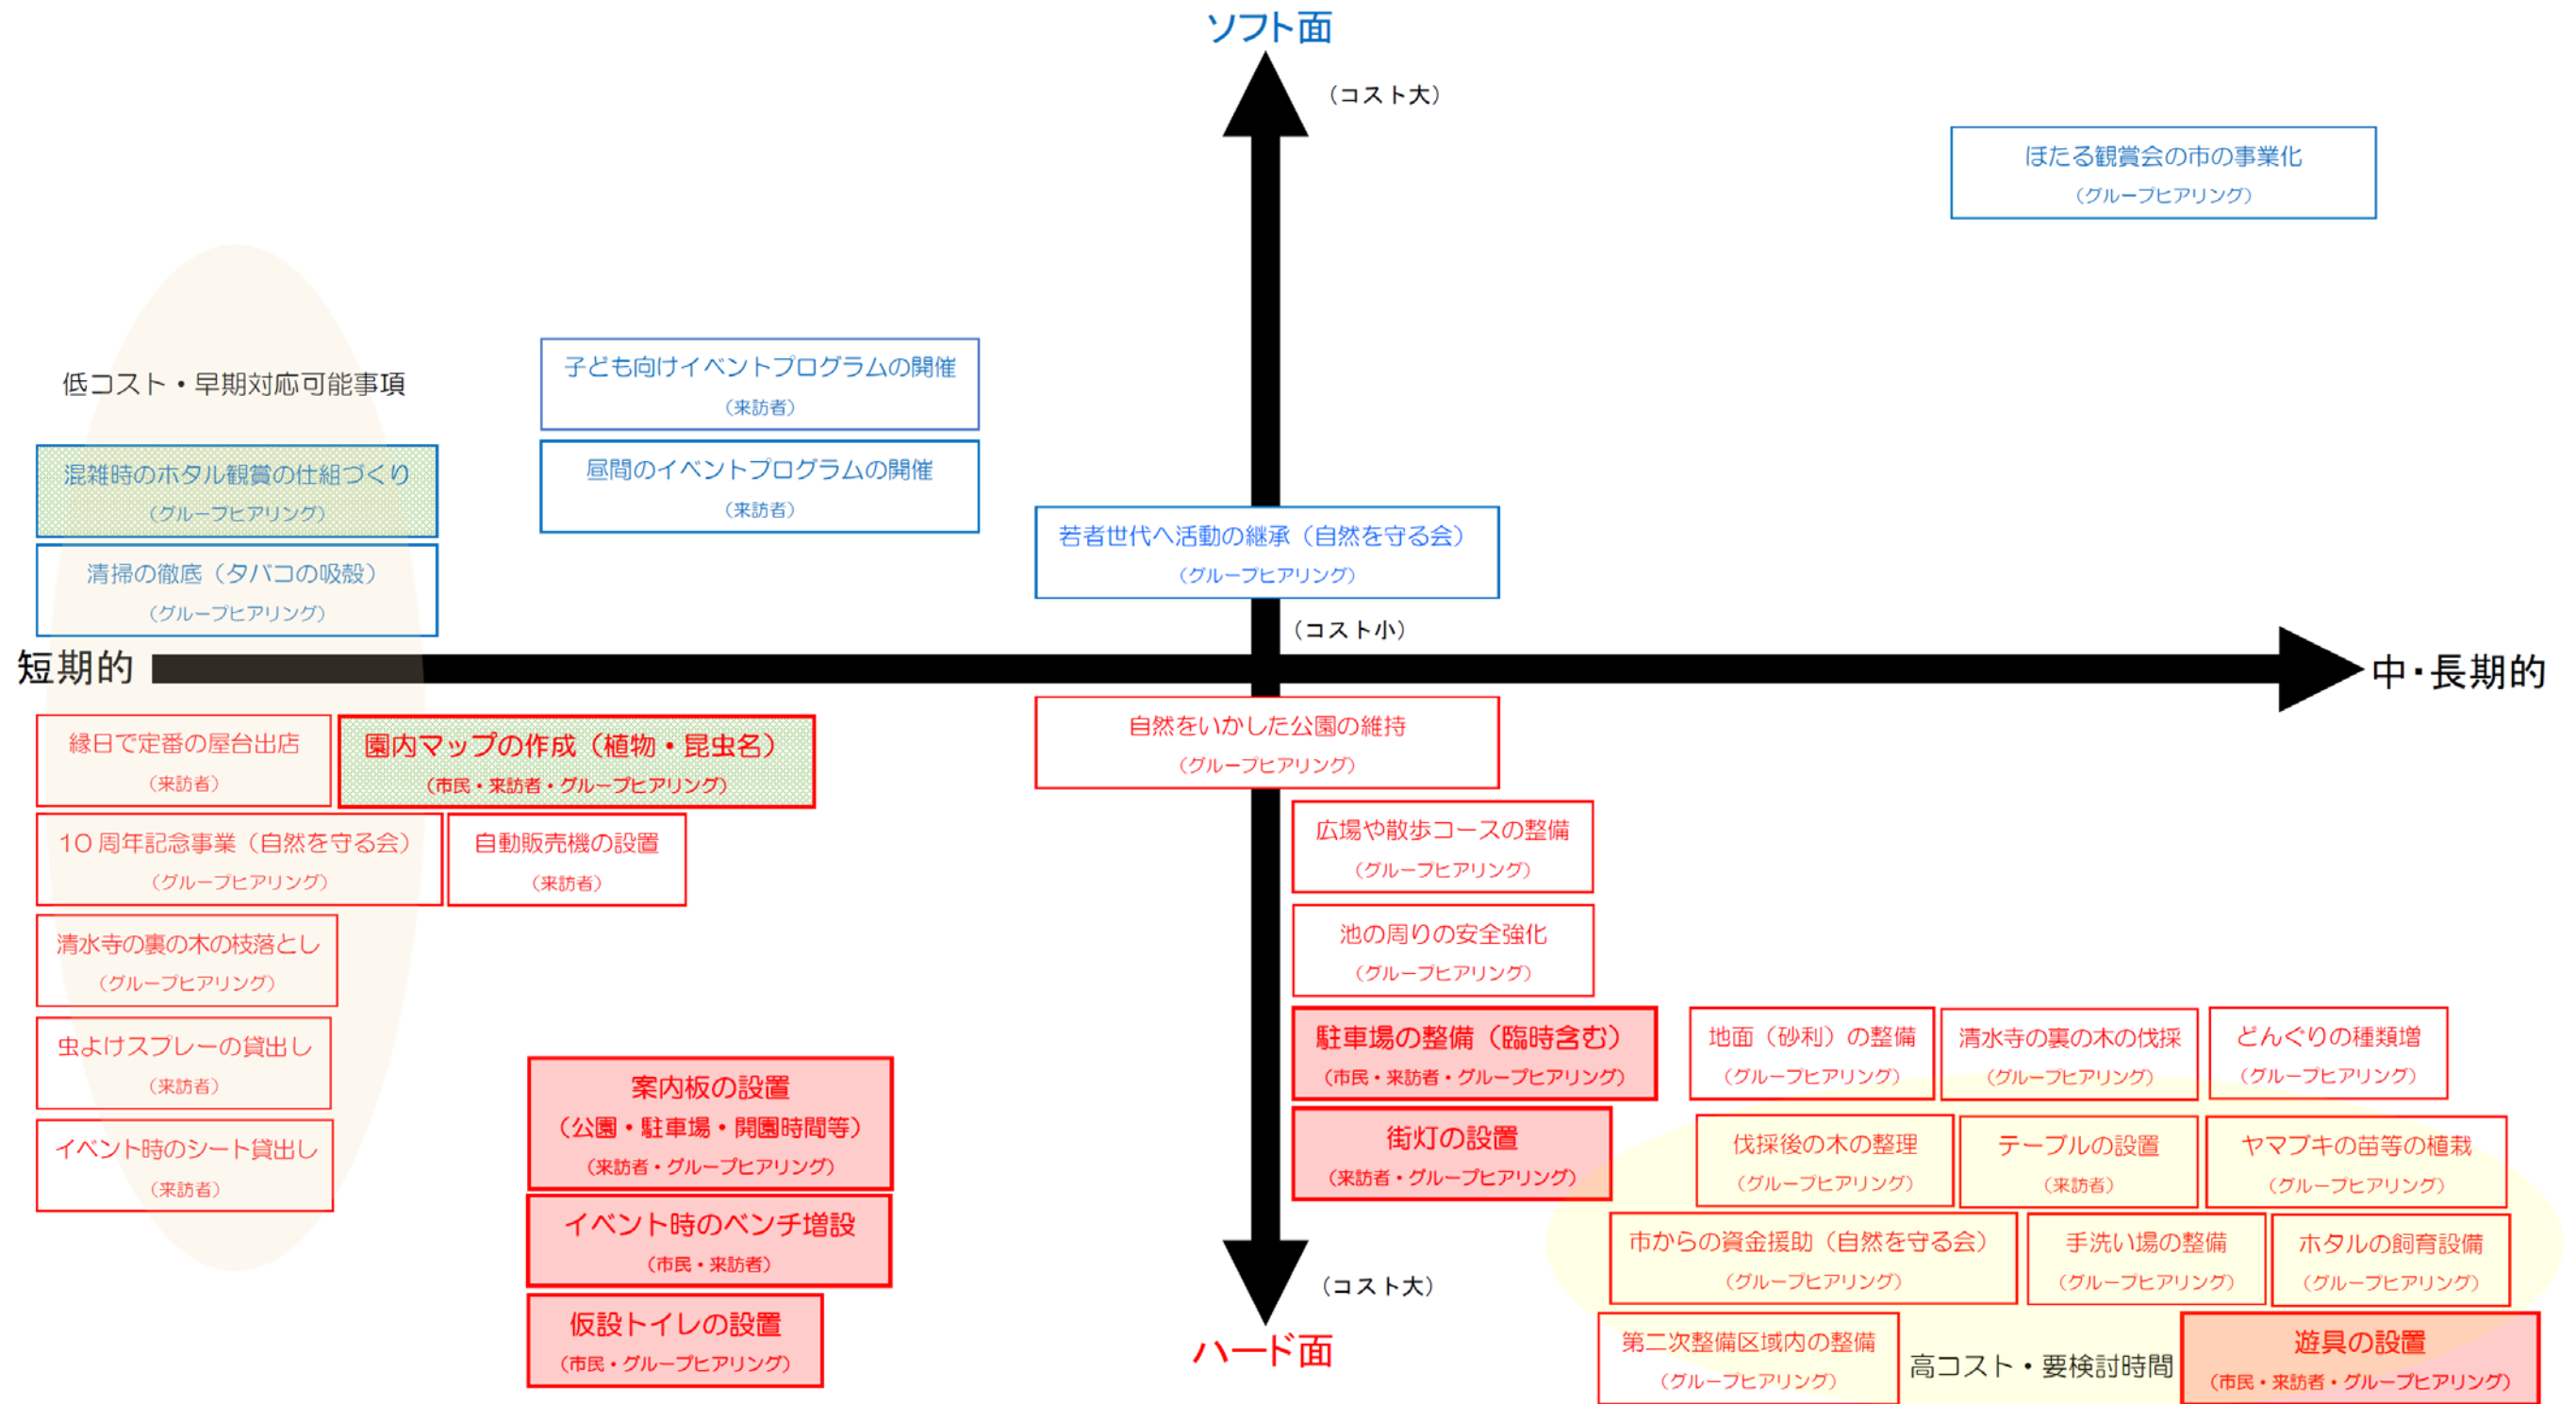 ソフト面
（コスト大）
ほたる観賞会の市の事業化
（グループヒアリング）
子ども向けイベントプログラムの開催
（来訪者）
低コスト・早期対応可能事項
昼間のイベントプログラムの開催
（来訪者）
混雑時のホタル観賞の仕組づくり
（グループヒアリング）
若者世代へ活動の継承（自然を守る会）
（グループヒアリング）
清掃の徹底（タバコの吸殻）
（グループヒアリング）
（コスト小）
短期的
中・長期的
縁日で定番の屋台出店
（来訪者）
園内マップの作成（植物・昆虫名）
（市民・来訪者・グループヒアリング）
自然をいかした公園の維持
（グループヒアリング）
10周年記念事業（自然を守る会）
（グループヒアリング）
自動販売機の設置
（来訪者）
広場や散歩コースの整備
（グループヒアリング）
清水寺の裏の木の枝落とし
（グループヒアリング）
池の周りの安全強化
（グループヒアリング）
虫よけスプレーの貸出し
（来訪者）
駐車場の整備（臨時含む）
（市民・来訪者・グループヒアリング）
地面（砂利）の整備
（グループヒアリング）
清水寺の裏の木の伐採
（グループヒアリング）
どんぐりの種類増
（グループヒアリング）
案内板の設置
（公園・駐車場・開園時間等）
（来訪者・グループヒアリング）
イベント時のシート貸出し
（来訪者）
街灯の設置
（来訪者・グループヒアリング）
伐採後の木の整理
（グループヒアリング）
テーブルの設置
（来訪者）
ヤマブキの苗等の植栽
（グループヒアリング）
イベント時のベンチ増設
（市民・来訪者）
市からの資金援助（自然を守る会）
（グループヒアリング）
手洗い場の整備
（グループヒアリング）
ホタルの飼育設備
（グループヒアリング）
（コスト大）
仮設トイレの設置
（市民・グループヒアリング）
ハード面
第二次整備区域内の整備
（グループヒアリング）
高コスト・要検討時間
遊具の設置
（市民・来訪者・グループヒアリング）